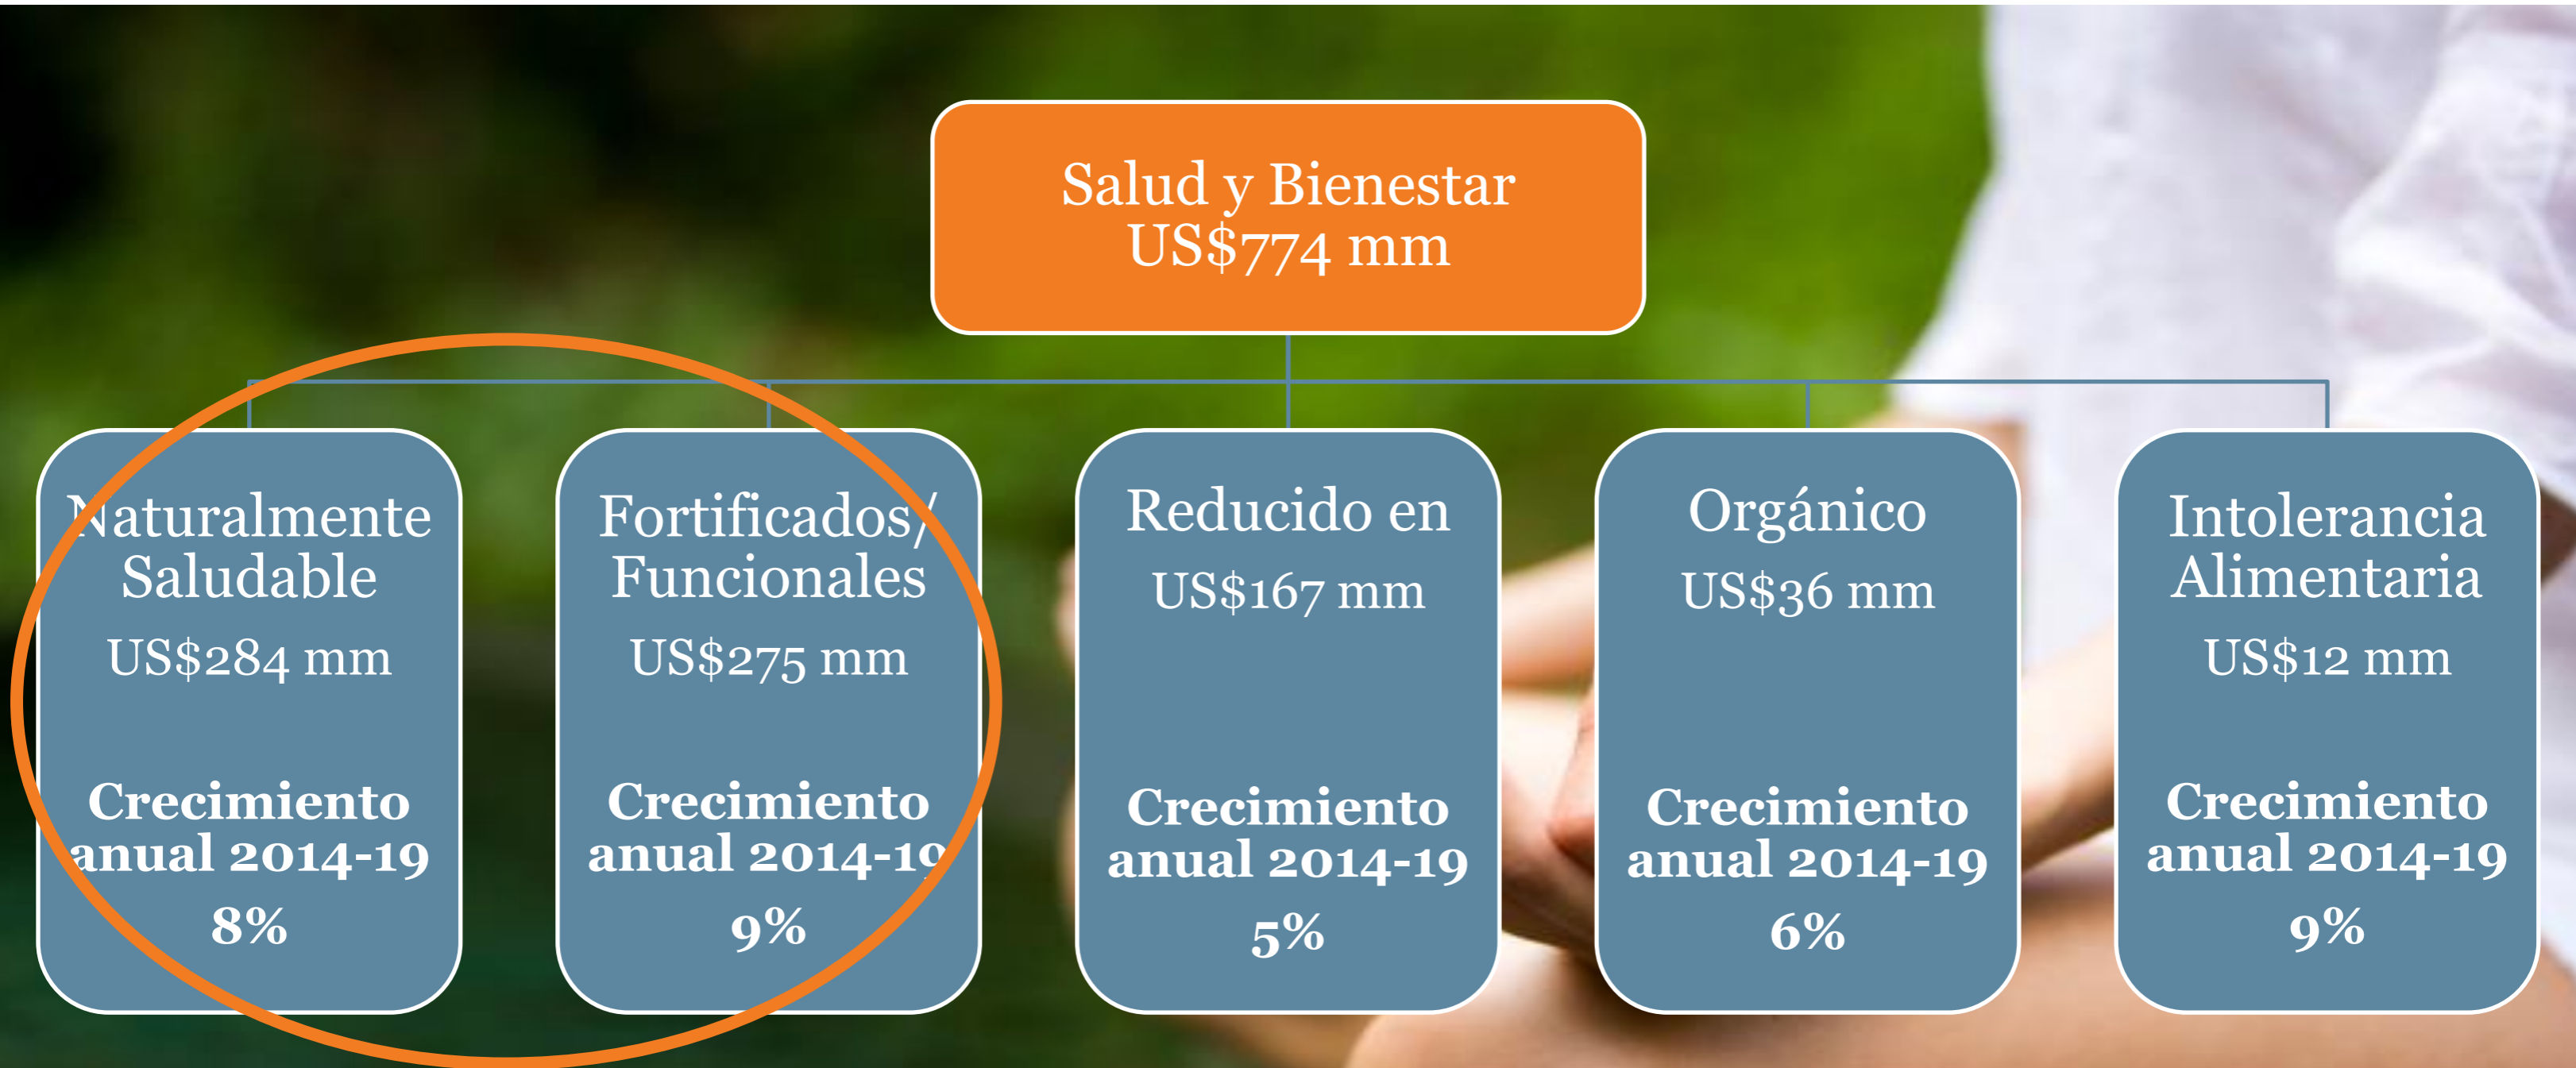 Salud y Bienestar
US$774 mm
Naturalmente
Saludable
US$284 mm
Crecimiento
anual 2014-19
8%
Fortificados/
Funcionales
US$275 mm
Crecimiento
anual 2014-19
9%
Reducido en
US$167 mm
Crecimiento
anual 2014-19
5%
Orgánico
US$36 mm
Crecimiento
anual 2014-19
6%
Intolerancia
Alimentaria
US$12 mm
Crecimiento
anual 2014-19
9%